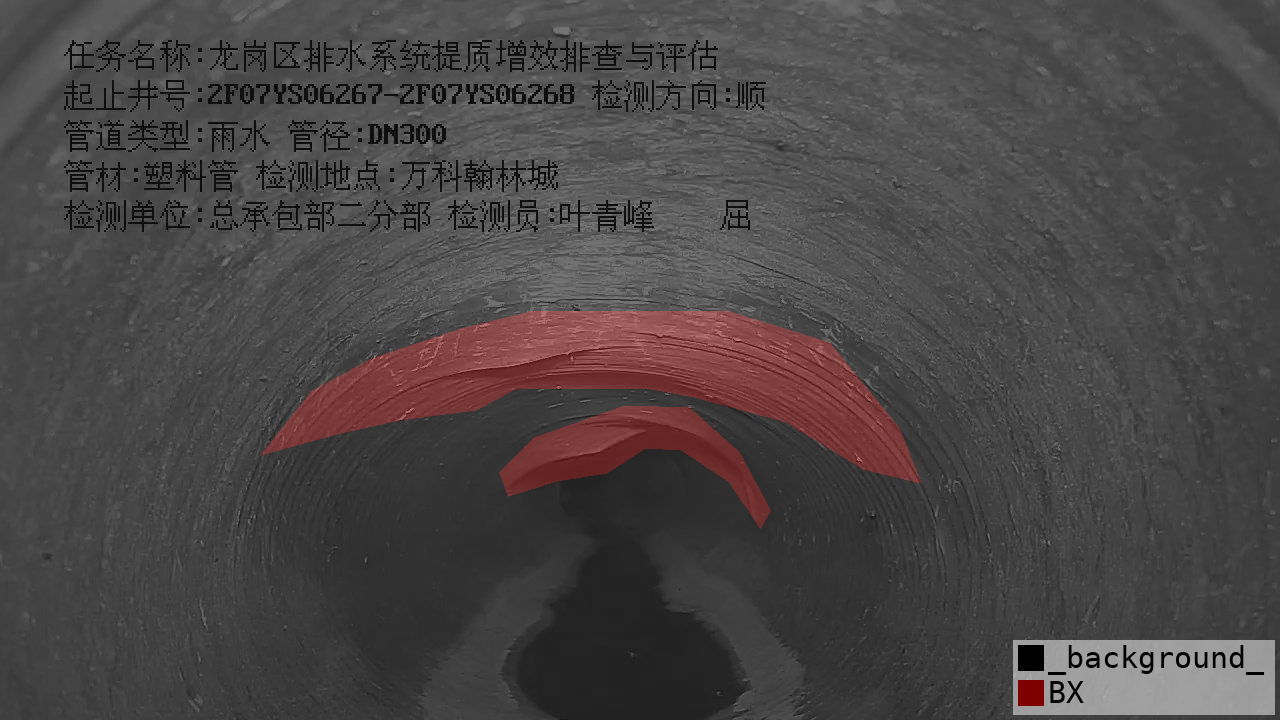 任务名称:龙岗区排水系统提质增效排查与评估
起止井号:2F07YS06267-2F07YS06268 检测方向:顺
管道类型:雨水 管径:DN300
管材:塑料管 检测地点:万科翰林城
检测单位:总承包部二分部 检测员:叶青峰 屈
_background_
BX